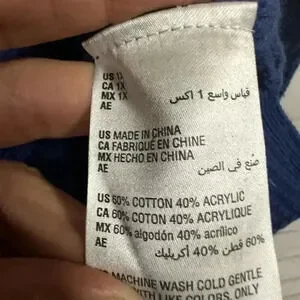 US 1X
CA 1X
MX 1X
AE قياس واسع 1 اكس
US MADE IN CHINA
CA FABRIQUÉ EN CHINE
MX HECHO EN CHINA
AE صنع في الصين
US 60% COTTON 40% ACRYLIC
CA 60% COTON 40% ACRYLIQUE
MX 60% algodón 40% acrílico
AE 60% قطن 40% أكريليك
US MACHINE WASH COLD GENTLE
WITH LIKE COLORS, ONLY